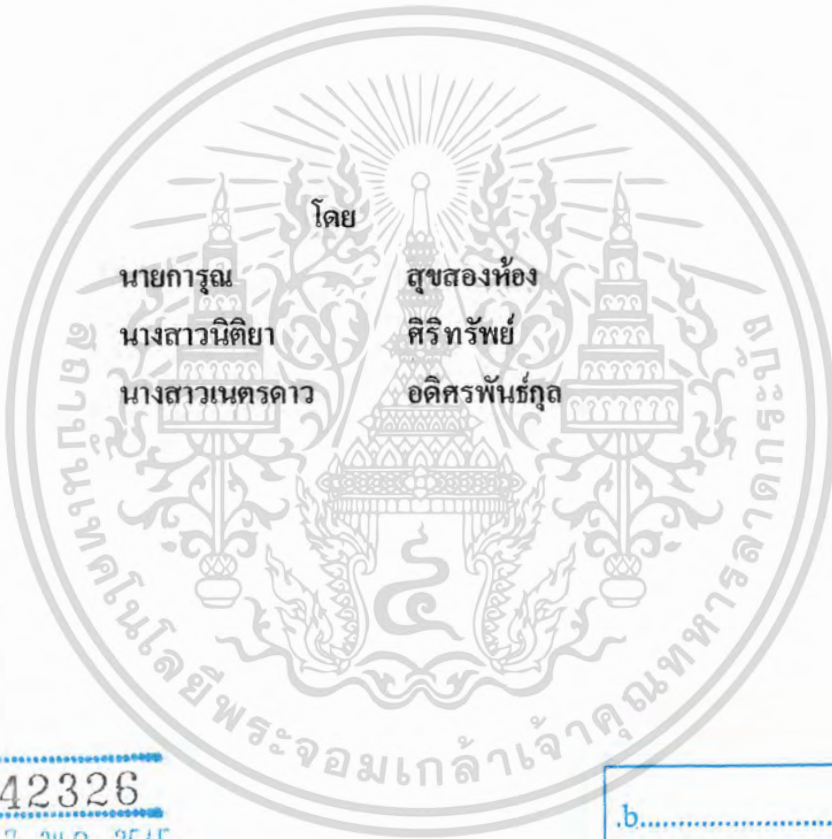 โดย
นายการุณ สุขสองห้อง
นางสาวนิติยา ศิริทรัพย์
นางสาวเนตรดาว อดิศรพันธ์กุล
สถาบันเทคโนโลยีพระจอมเกล้าเจ้าคุณทหารลาดกระบัง
42326
.b